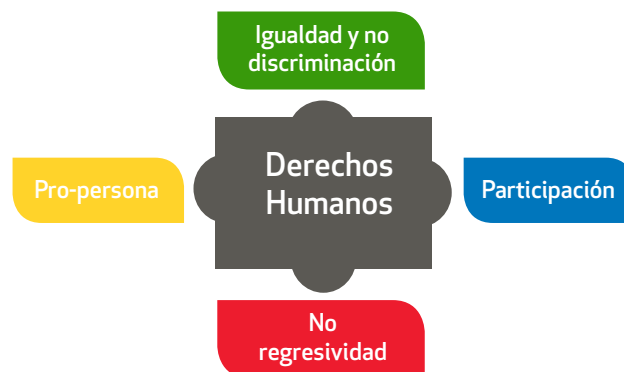 Igualdad y no
discriminación
Pro-persona
Derechos
Humanos
Participación
No
regresividad